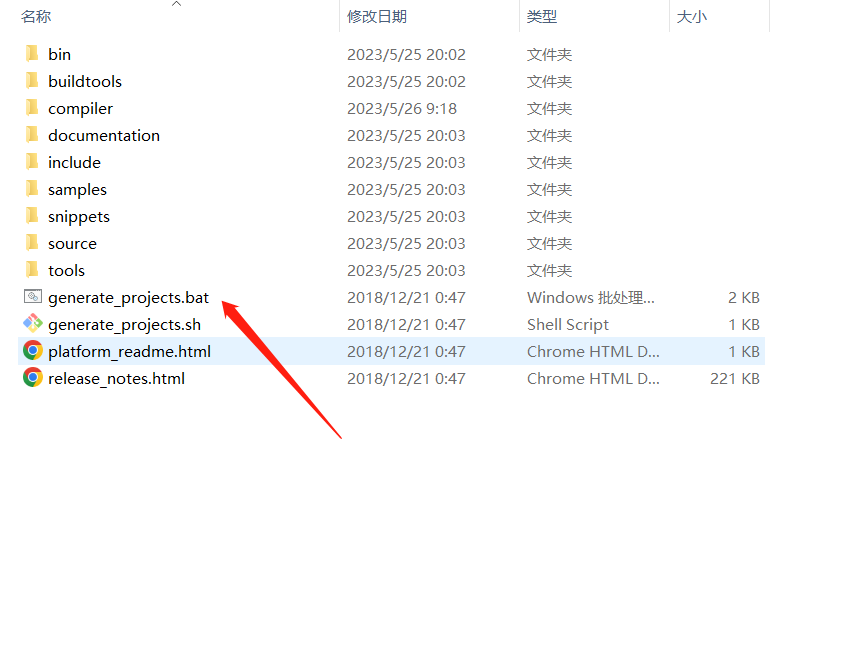 名称 修改日期 类型 大小
bin 2023/5/25 20:02 文件夹
buildtools 2023/5/25 20:02 文件夹
compiler 2023/5/26 9:18 文件夹
documentation 2023/5/25 20:03 文件夹
include 2023/5/25 20:03 文件夹
samples 2023/5/25 20:03 文件夹
snippets 2023/5/25 20:03 文件夹
source 2023/5/25 20:03 文件夹
tools 2023/5/25 20:03 文件夹
generate_projects.bat 2018/12/21 0:47 Windows 批处理... 2 KB
generate_projects.sh 2018/12/21 0:47 Shell Script 1 KB
platform_readme.html 2018/12/21 0:47 Chrome HTML D... 1 KB
release_notes.html 2018/12/21 0:47 Chrome HTML D... 221 KB